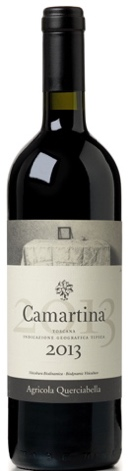 2013
Camartina
TOSCANA
INDICAZIONE GEOGRAFICA TIPICA
2013
Agricola Querciabella